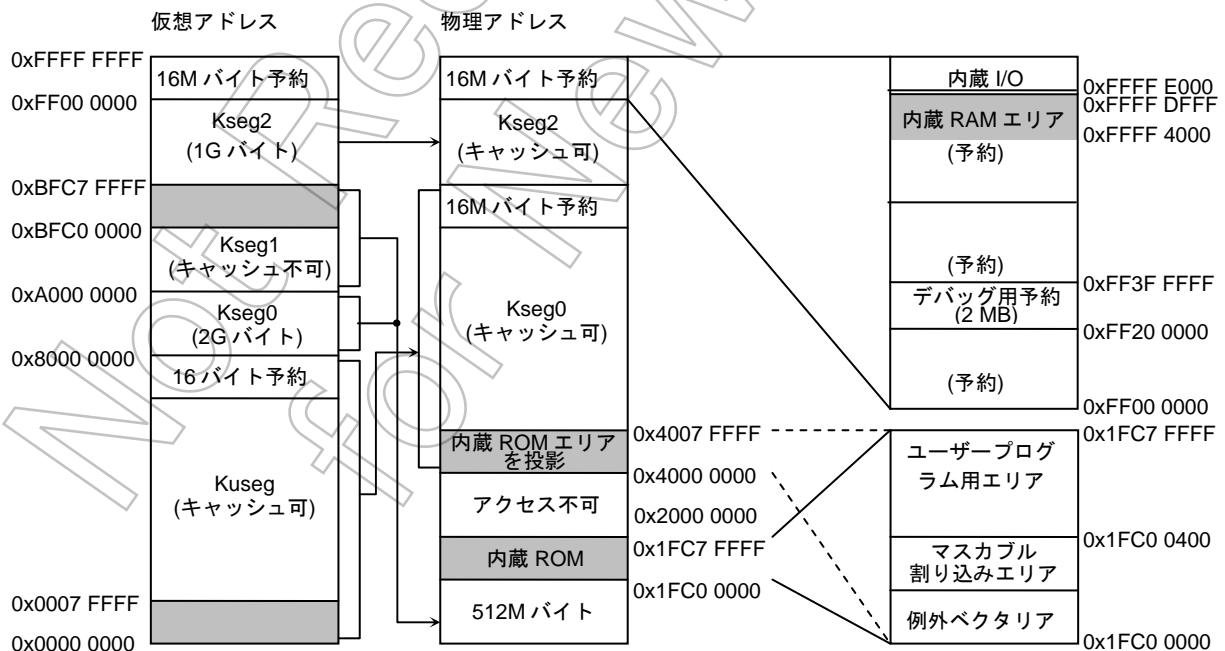 仮想アドレス
物理アドレス
0xFFFF FFFF
16M バイト予約
0xFF00 0000
Kseg2
(1G バイト)
0xBFC7 FFFF
0xBFC0 0000
Kseg1
(キャッシュ不可)
0xA000 0000
Kseg0
(2G バイト)
0x8000 0000
16 バイト予約
Kuseg
(キャッシュ可)
0x0007 FFFF
0x0000 0000
16M バイト予約
Kseg2
(キャッシュ可)
16M バイト予約
Kseg0
(キャッシュ可)
内蔵 ROM エリア
を投影
アクセス不可
内蔵 ROM
512M バイト
0x4007 FFFF
0x4000 0000
0x2000 0000
0x1FC7 FFFF
0x1FC0 0000
内蔵 I/O
0xFFFF E000
0xFFFF DFFF
内蔵 RAM エリア
0xFFFF 4000
(予約)
(予約)
0xFF3F FFFF
デバッグ用予約
(2 MB)
0xFF20 0000
(予約)
0xFF00 0000
0x1FC7 FFFF
ユーザープログ
ラム用エリア
0x1FC0 0400
マスカブル
割り込みエリア
例外ベクタリア
0x1FC0 0000